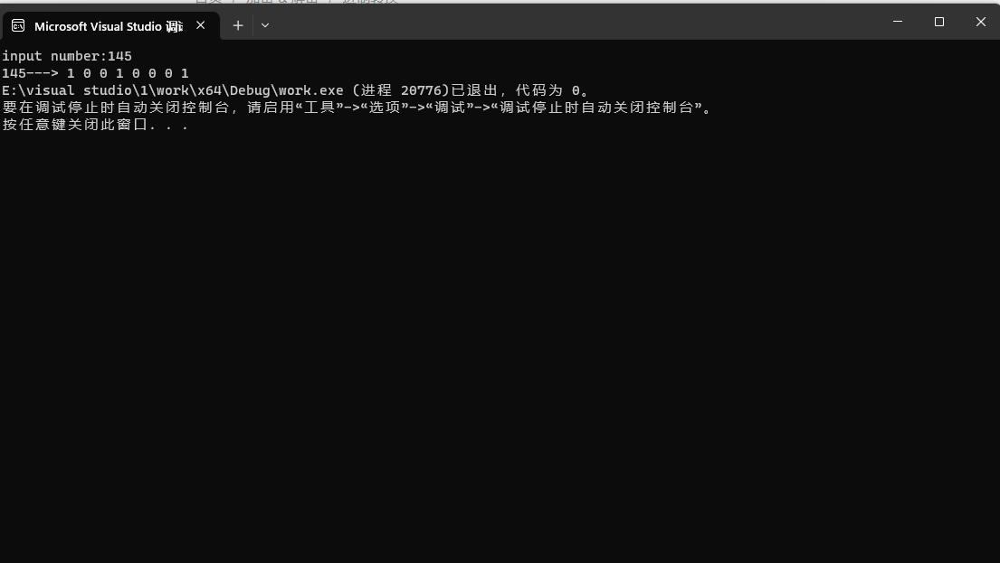 Microsoft Visual Studio 调试
input number:145
145---> 1 0 0 1 0 0 0 1
E:\visual studio\1\work\x64\Debug\work.exe (进程 20776)已退出，代码为 0。
要在调试停止时自动关闭控制台，请启用“工具”->“选项”->“调试”->“调试停止时自动关闭控制台”。
按任意键关闭此窗口. . .